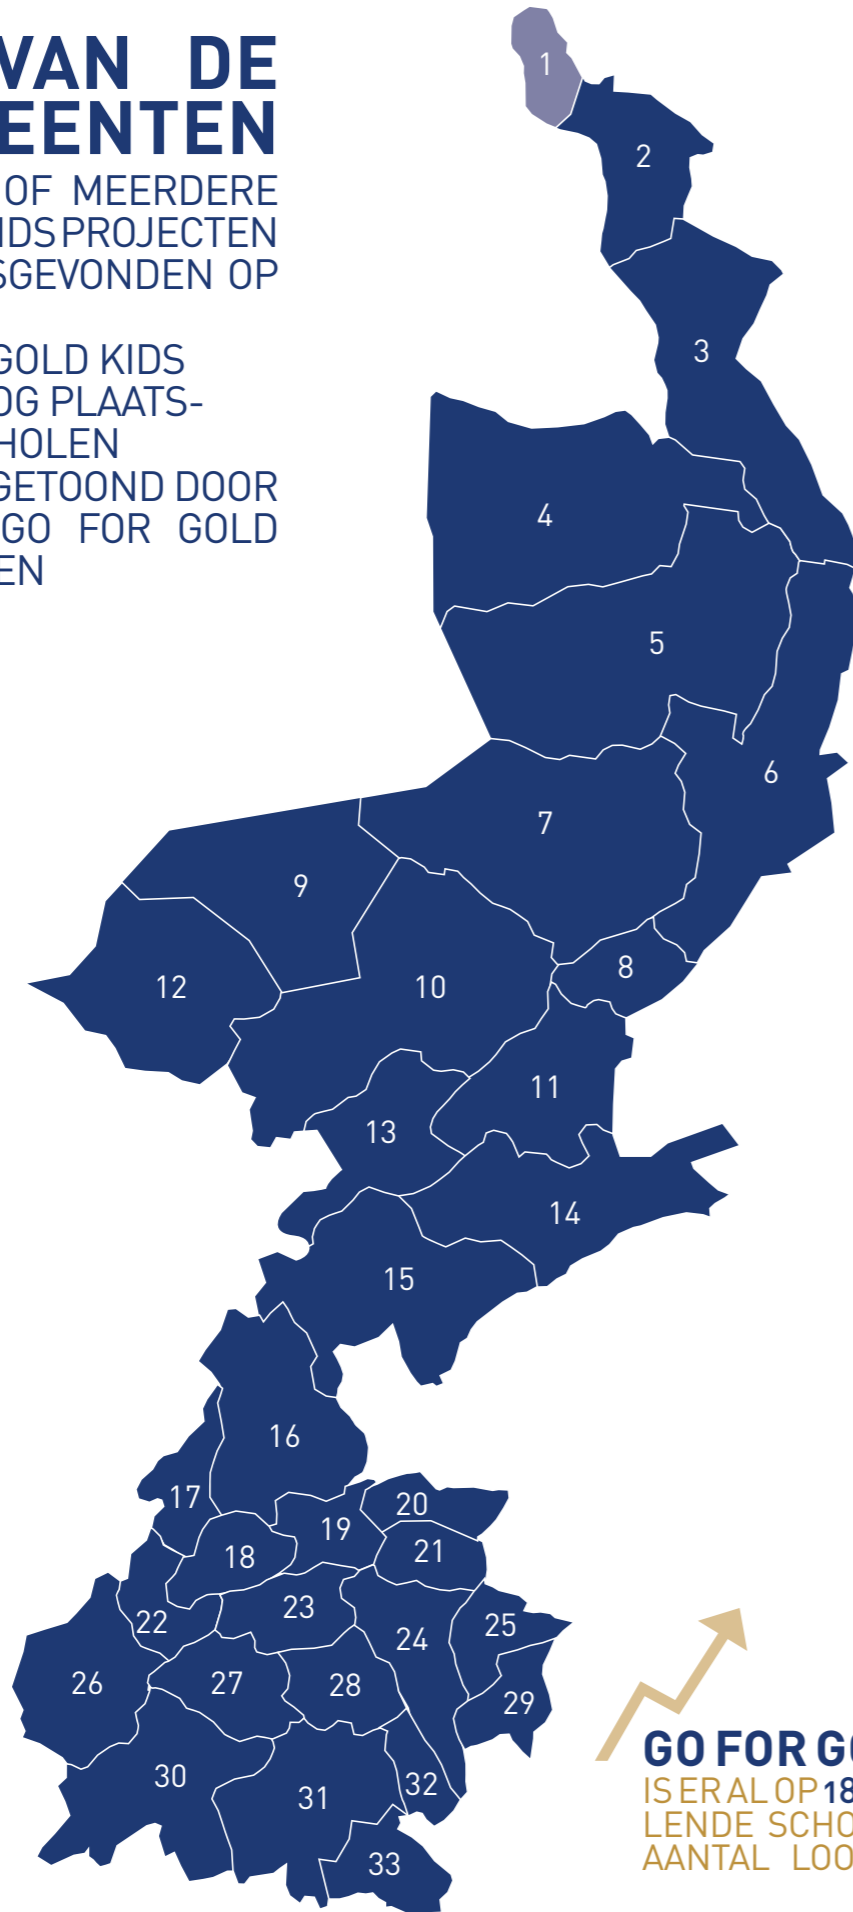 VAN DE
EENTEN
OF MEERDERE
IDSPROJECTEN
SGEVONDEN OP
GOLD KIDS
OG PLAATS-
HOLEN
GETOOND DOOR
GO FOR GOLD
EN
1
2
3
4
5
6
7
8
9
10
11
12
13
14
15
16
17
18
19
20
21
22
23
24
25
26
27
28
29
30
31
32
33
GO FOR GO
IS ER AL OP 18
LENDE SCHO
AANTAL LOO